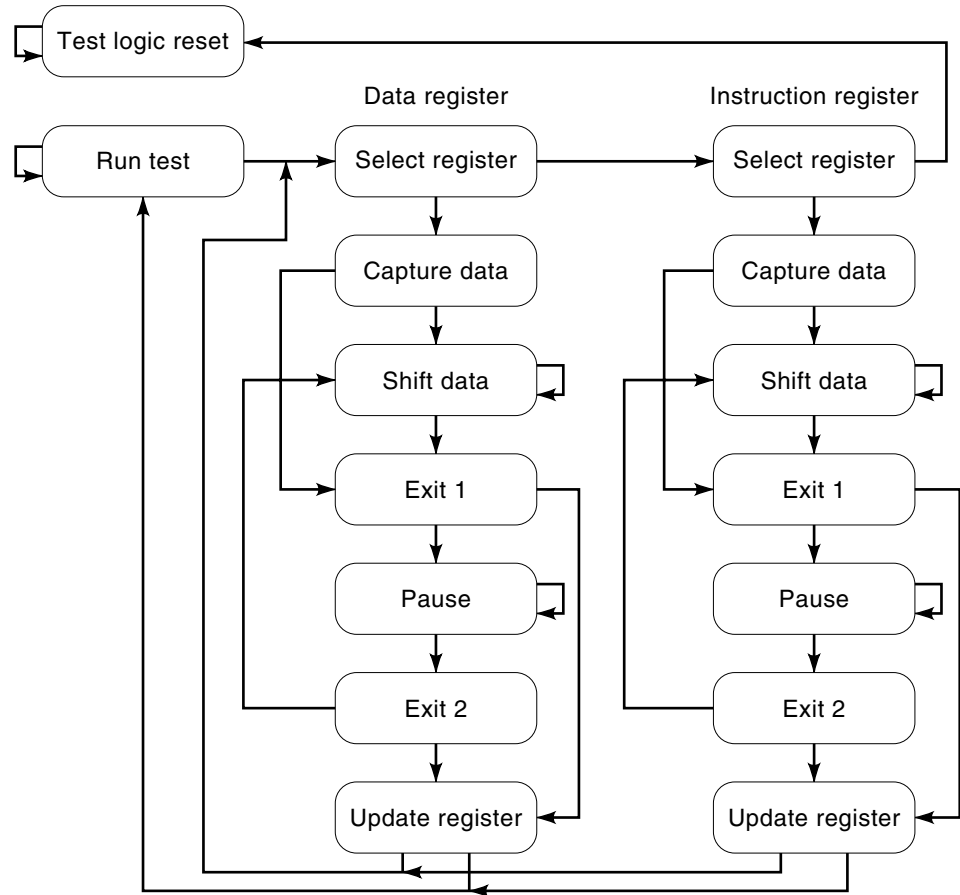 Test logic reset
Data register
Instruction register
Run test
Select register
Select register
Capture data
Capture data
Shift data
Shift data
Exit 1
Exit 1
Pause
Pause
Exit 2
Exit 2
Update register
Update register